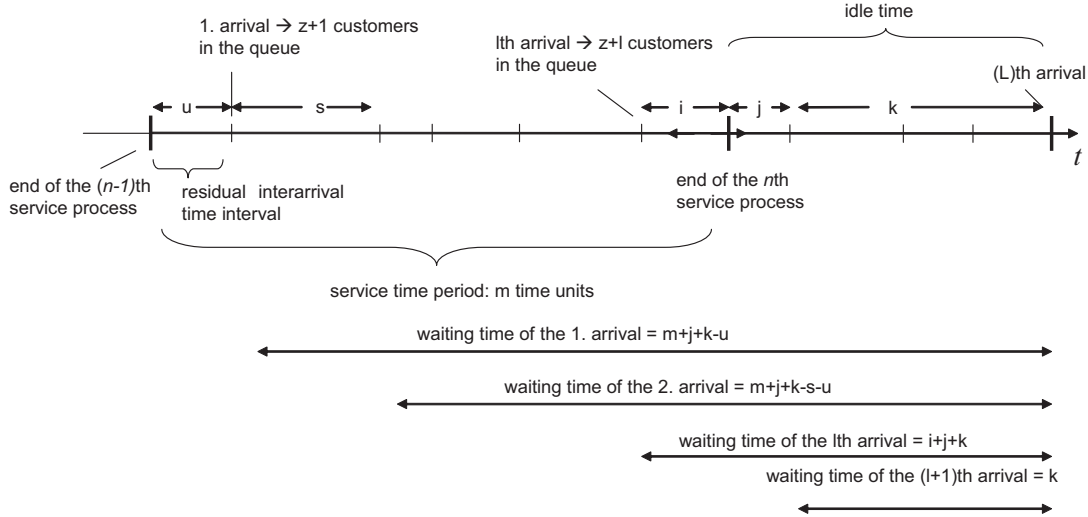 idle time
1. arrival → z+1 customers
in the queue
lth arrival → z+l customers
in the queue
(L)th arrival
u
s
i
j
k
t
end of the (n-1)th
service process
residual interarrival
time interval
end of the nth
service process
service time period: m time units
waiting time of the 1. arrival = m+j+k-u
waiting time of the 2. arrival = m+j+k-s-u
waiting time of the lth arrival = i+j+k
waiting time of the (l+1)th arrival = k